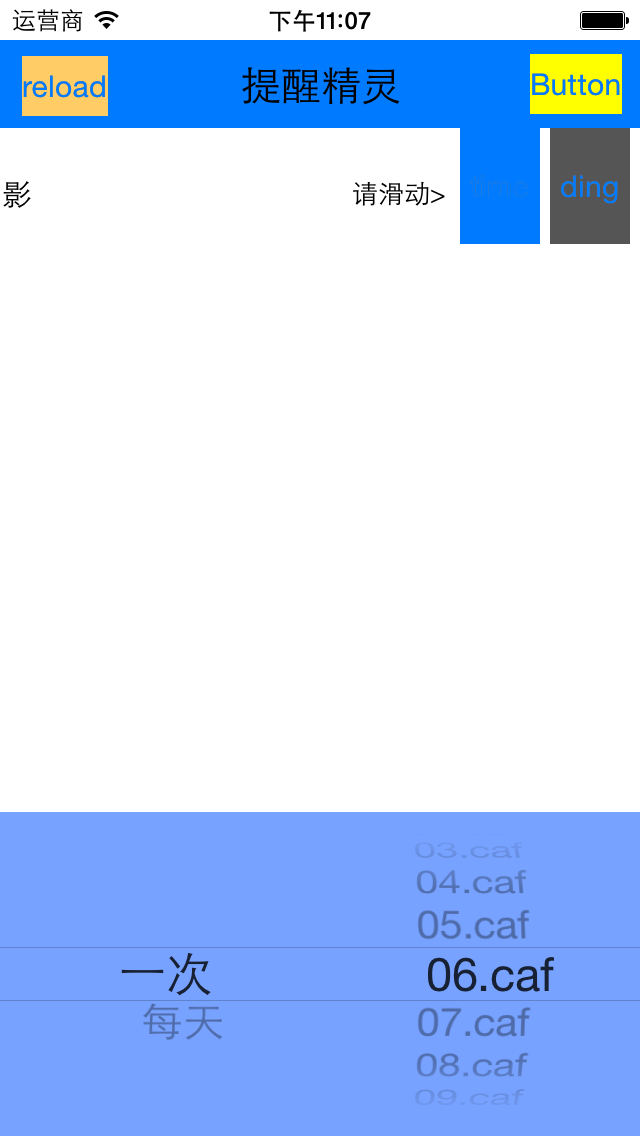 运营商 下午11:07
reload 提醒精灵 Button
影 请滑动> time ding
03.caf
04.caf
05.caf
一次 06.caf
每天 07.caf
08.caf
09.caf